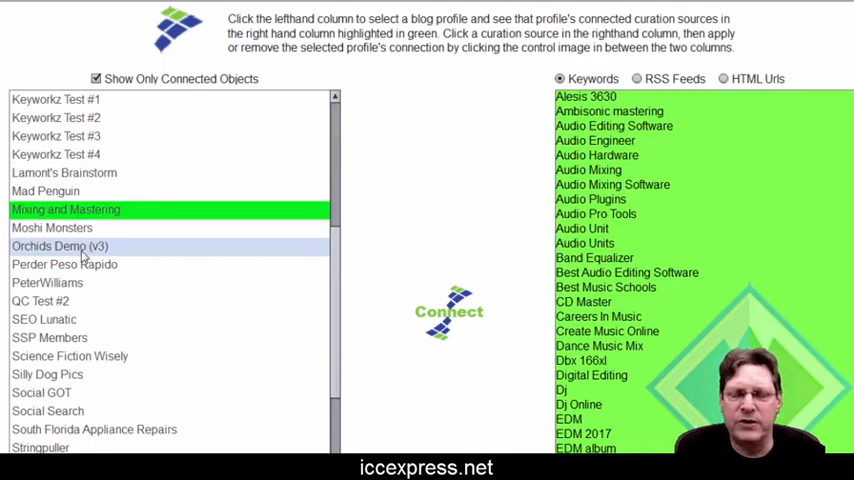 Click the lefthand column to select a blog profile and see that profile's connected curation sources in
the right hand column highlighted in green. Click a curation source in the righthand column, then apply
or remove the selected profile's connection by clicking the control image in between the two columns.
Show Only Connected Objects
Keywords
RSS Feeds
HTML Urls
Keyworkz Test #1
Keyworkz Test #2
Keyworkz Test #3
Keyworkz Test #4
Lamont's Brainstorm
Mad Penguin
Mixing and Mastering
Moshi Monsters
Orchids Demo (v3)
Perder Peso Rapido
PeterWilliams
QC Test #2
SEO Lunatic
SSP Members
Science Fiction Wisely
Silly Dog Pics
Social GOT
Social Search
South Florida Appliance Repairs
Stringpuller
Connect
Alesis 3630
Ambisonic mastering
Audio Editing Software
Audio Engineer
Audio Hardware
Audio Mixing
Audio Mixing Software
Audio Plugins
Audio Pro Tools
Audio Unit
Audio Units
Band Equalizer
Best Audio Editing Software
Best Music Schools
CD Master
Careers In Music
Create Music Online
Dance Music Mix
Dbx 166xl
Digital Editing
Dj
Dj Online
EDM
EDM 2017
EDM album
iccexpress.net